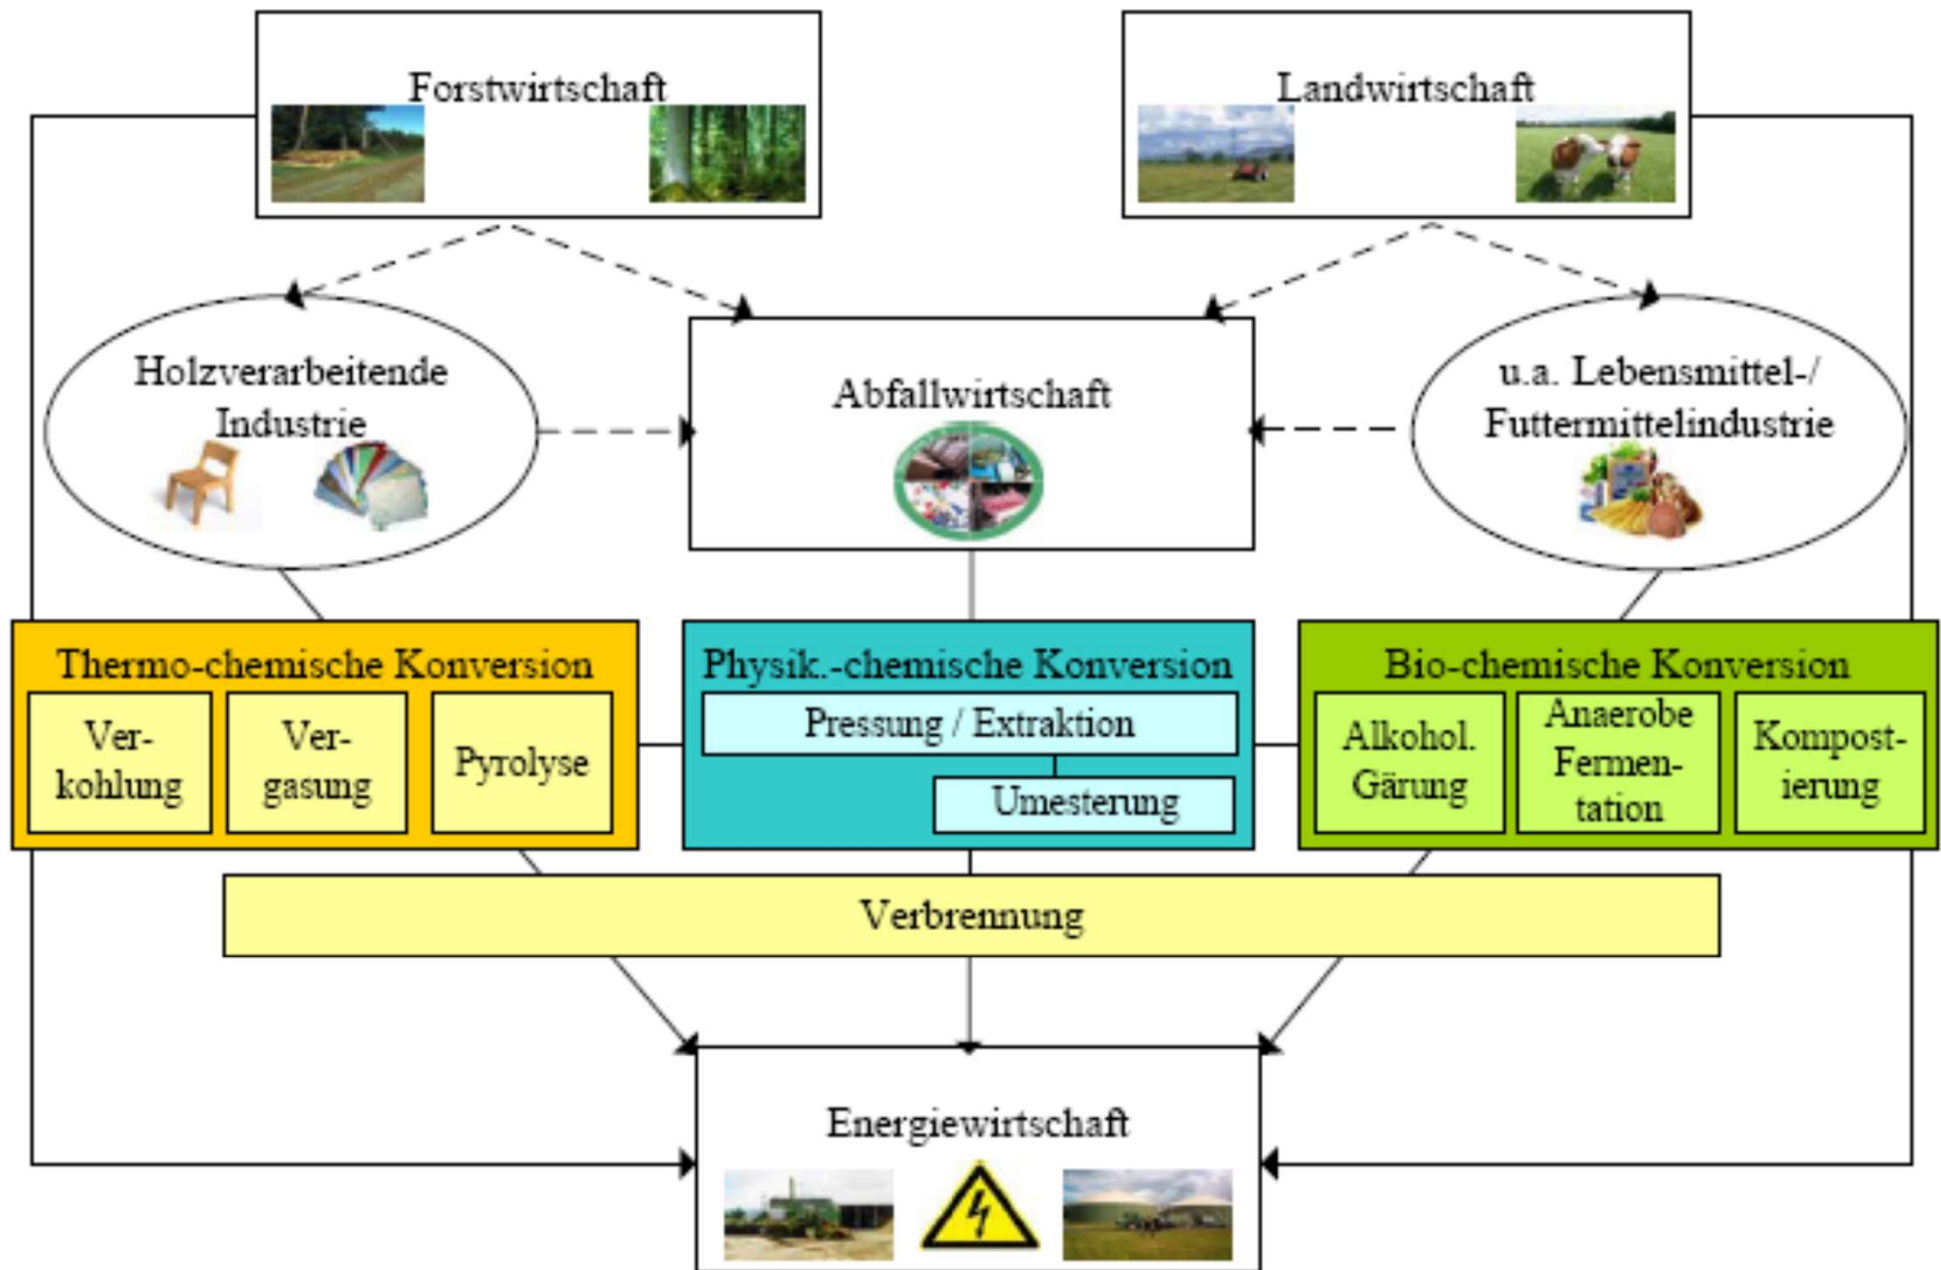 Forstwirtschaft
Landwirtschaft
Holzverarbeitende
Industrie
Abfallwirtschaft
u.a. Lebensmittel-/
Futtermittelindustrie
Thermo-chemische Konversion
Ver-
kohlung
Ver-
gasung
Pyrolyse
Physik.-chemische Konversion
Pressung / Extraktion
Umesterung
Bio-chemische Konversion
Alkohol.
Gärung
Anaerobe
Fermen-
tation
Kompost-
ierung
Verbrennung
Energiewirtschaft